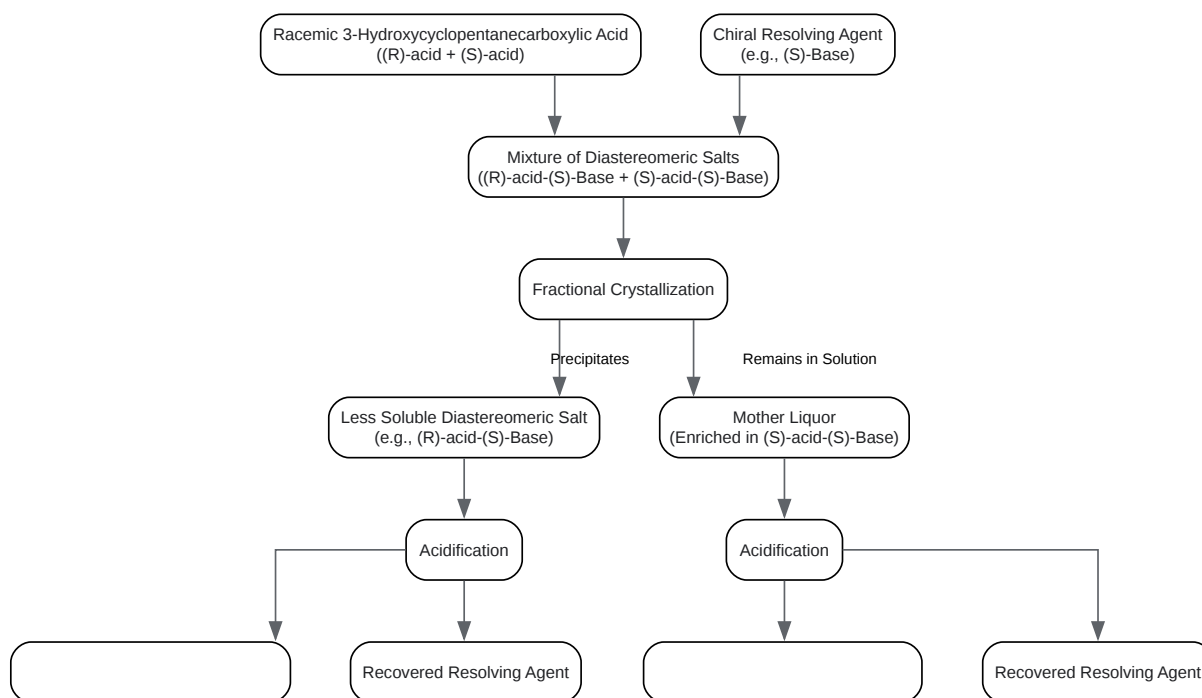 Racemic 3-Hydroxycyclopentanecarboxylic Acid
((R)-acid + (S)-acid)
Chiral Resolving Agent
(e.g., (S)-Base)
Mixture of Diastereomeric Salts
((R)-acid-(S)-Base + (S)-acid-(S)-Base)
Fractional Crystallization
Precipitates
Remains in Solution
Less Soluble Diastereomeric Salt
(e.g., (R)-acid-(S)-Base)
Mother Liquor
(Enriched in (S)-acid-(S)-Base)
Acidification
Acidification
Recovered Resolving Agent
Recovered Resolving Agent